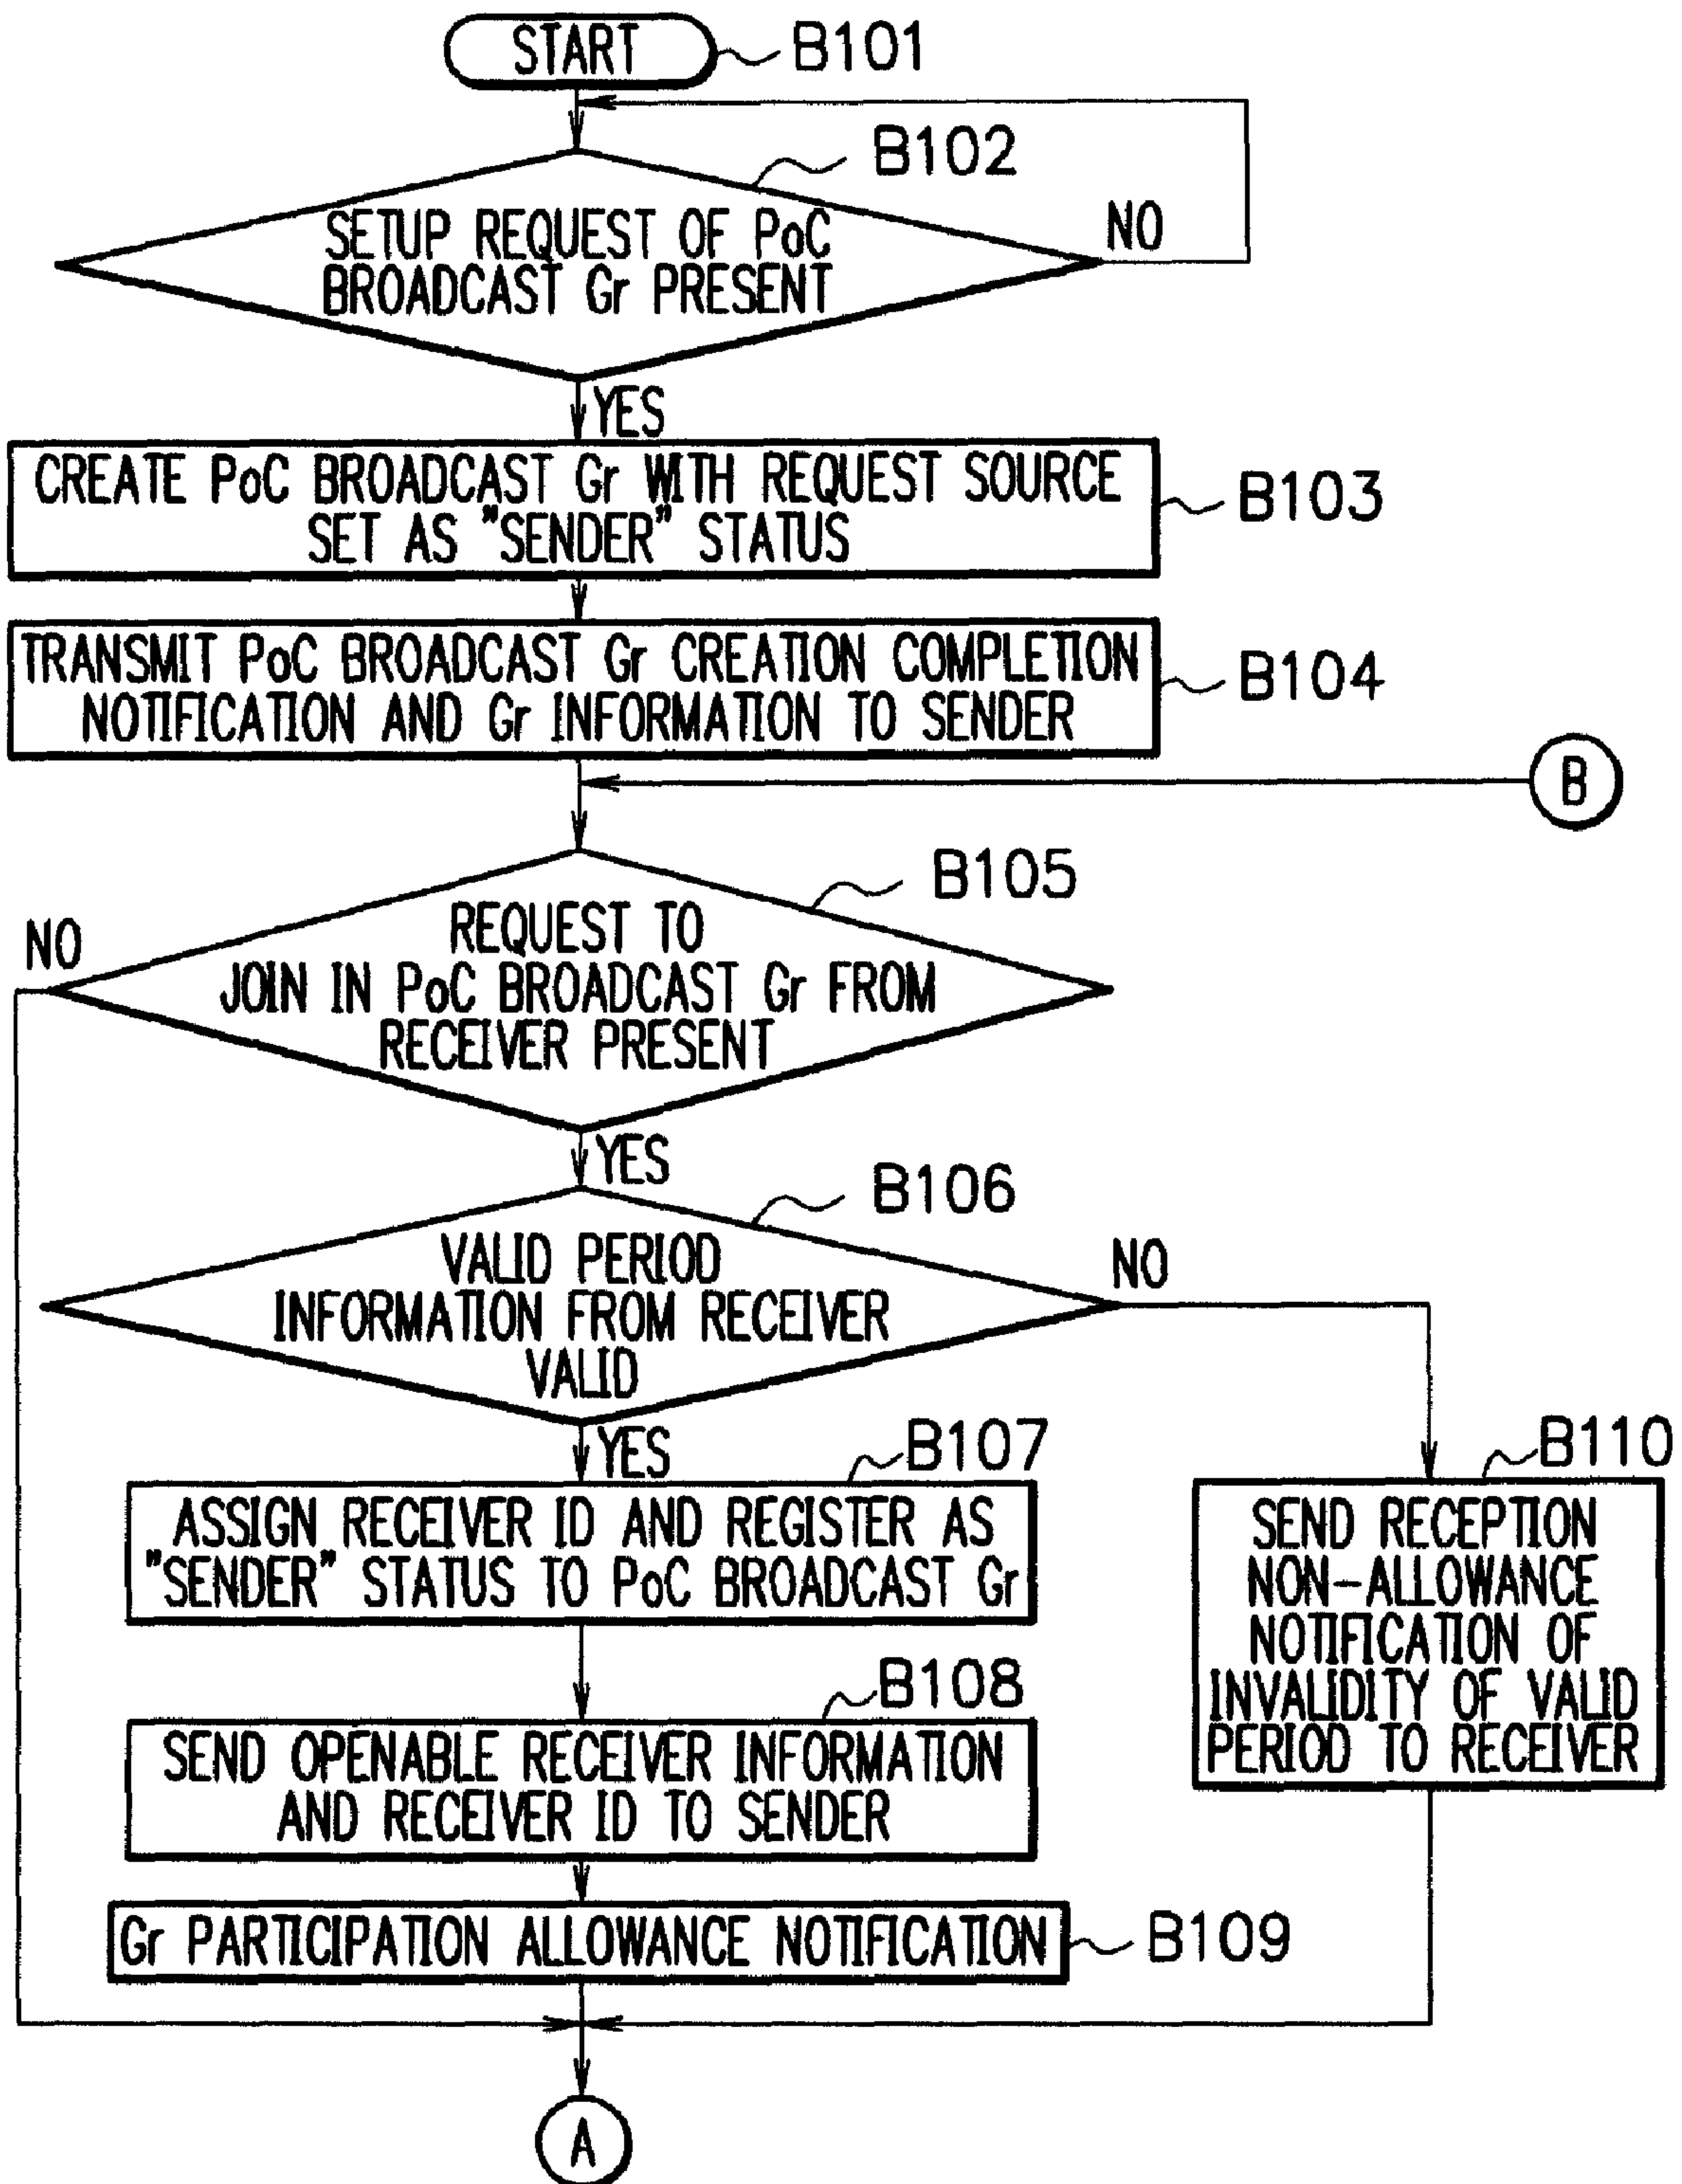 START
B101
B102
SETUP REQUEST OF PoC
BROADCAST Gr PRESENT
NO
YES
CREATE PoC BROADCAST Gr WITH REQUEST SOURCE
SET AS "SENDER" STATUS
B103
TRANSMIT PoC BROADCAST Gr CREATION COMPLETION
NOTIFICATION AND Gr INFORMATION TO SENDER
B104
B
B105
REQUEST TO
JOIN IN PoC BROADCAST Gr FROM
RECEIVER PRESENT
NO
YES
B106
VALID PERIOD
INFORMATION FROM RECEIVER
VALID
NO
YES
B107
ASSIGN RECEIVER ID AND REGISTER AS
"SENDER" STATUS TO PoC BROADCAST Gr
B110
SEND RECEPTION
NON-ALLOWANCE
NOTIFICATION OF
INVALIDITY OF VALID
PERIOD TO RECEIVER
B108
SEND OPENABLE RECEIVER INFORMATION
AND RECEIVER ID TO SENDER
Gr PARTICIPATION ALLOWANCE NOTIFICATION
B109
A